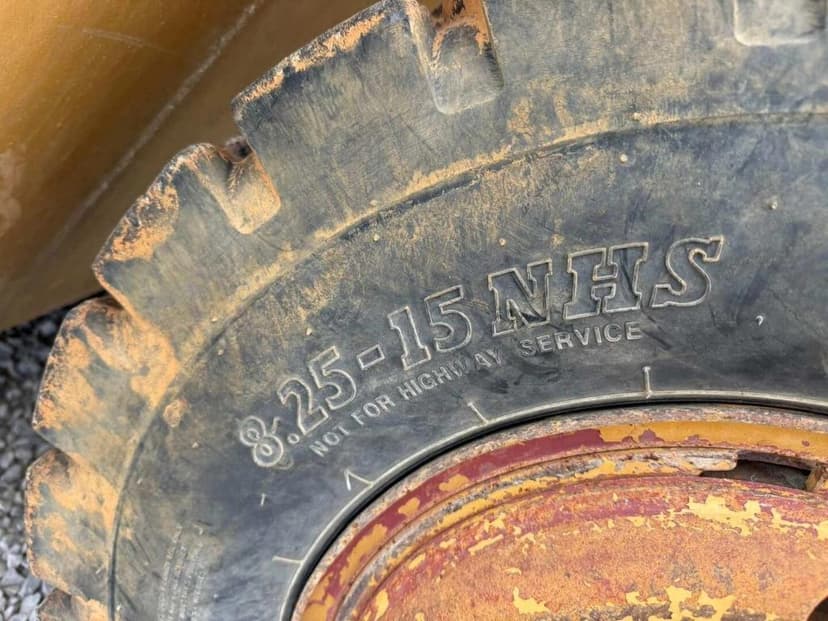 8.25-15 NHS
NOT FOR HIGHWAY SERVICE